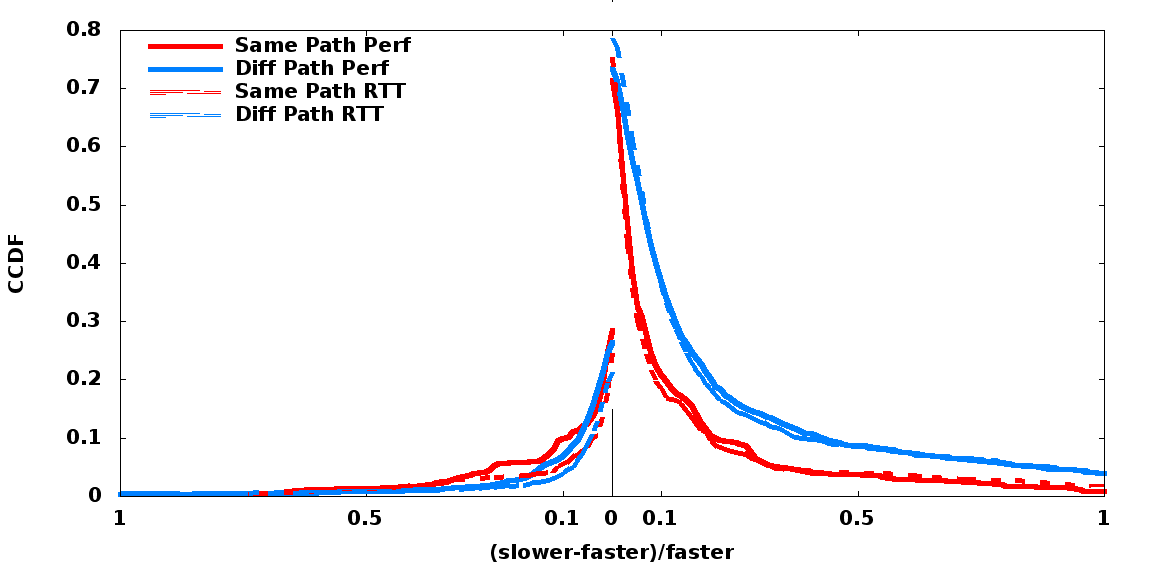 0.8
0.7
0.6
0.5
0.4
0.3
0.2
0.1
0
CCDF
Same Path Perf
Diff Path Perf
Same Path RTT
Diff Path RTT
1 0.5 0.1 0 0.1 0.5 1
(slower-faster)/faster